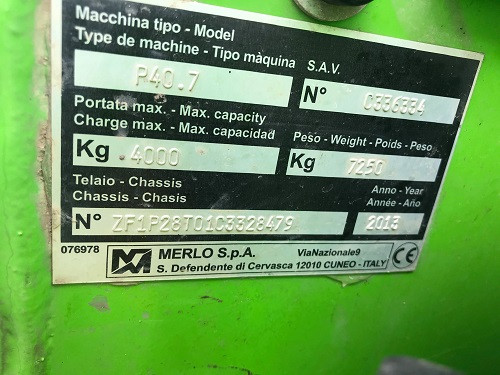 Macchina tipo - Model
Type de machine - Tipo màquina S.A.V.
P40.7 N° C336334
Portata max. - Max. capacity
Charge max. - Max. capacidad Peso - Weight - Poids - Peso
Kg .4000 Kg 7250
Telaio - Chassis Anno - Year
Chassis - Chasis Année - Año
N° ZF1P28T01C3328479 2013
076978 MERLO S.p.A. ViaNazionale9
S. Defendente di Cervasca 12010 CUNEO - ITALY CE